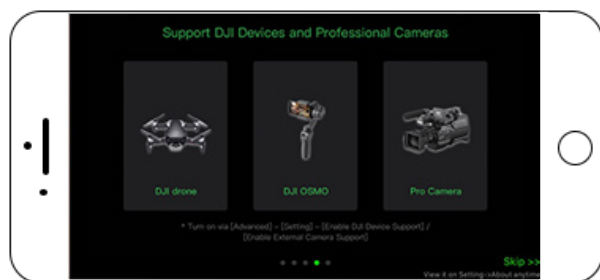 Support DJI Devices and Professional Cameras
DJI drone
DJI OSMO
Pro Camera
* Turn on via [Advanced] - [Setting] - [Enable DJI Device Support] /
[Enable External Camera Support]
Skip >>
View it on Setting->About anytime